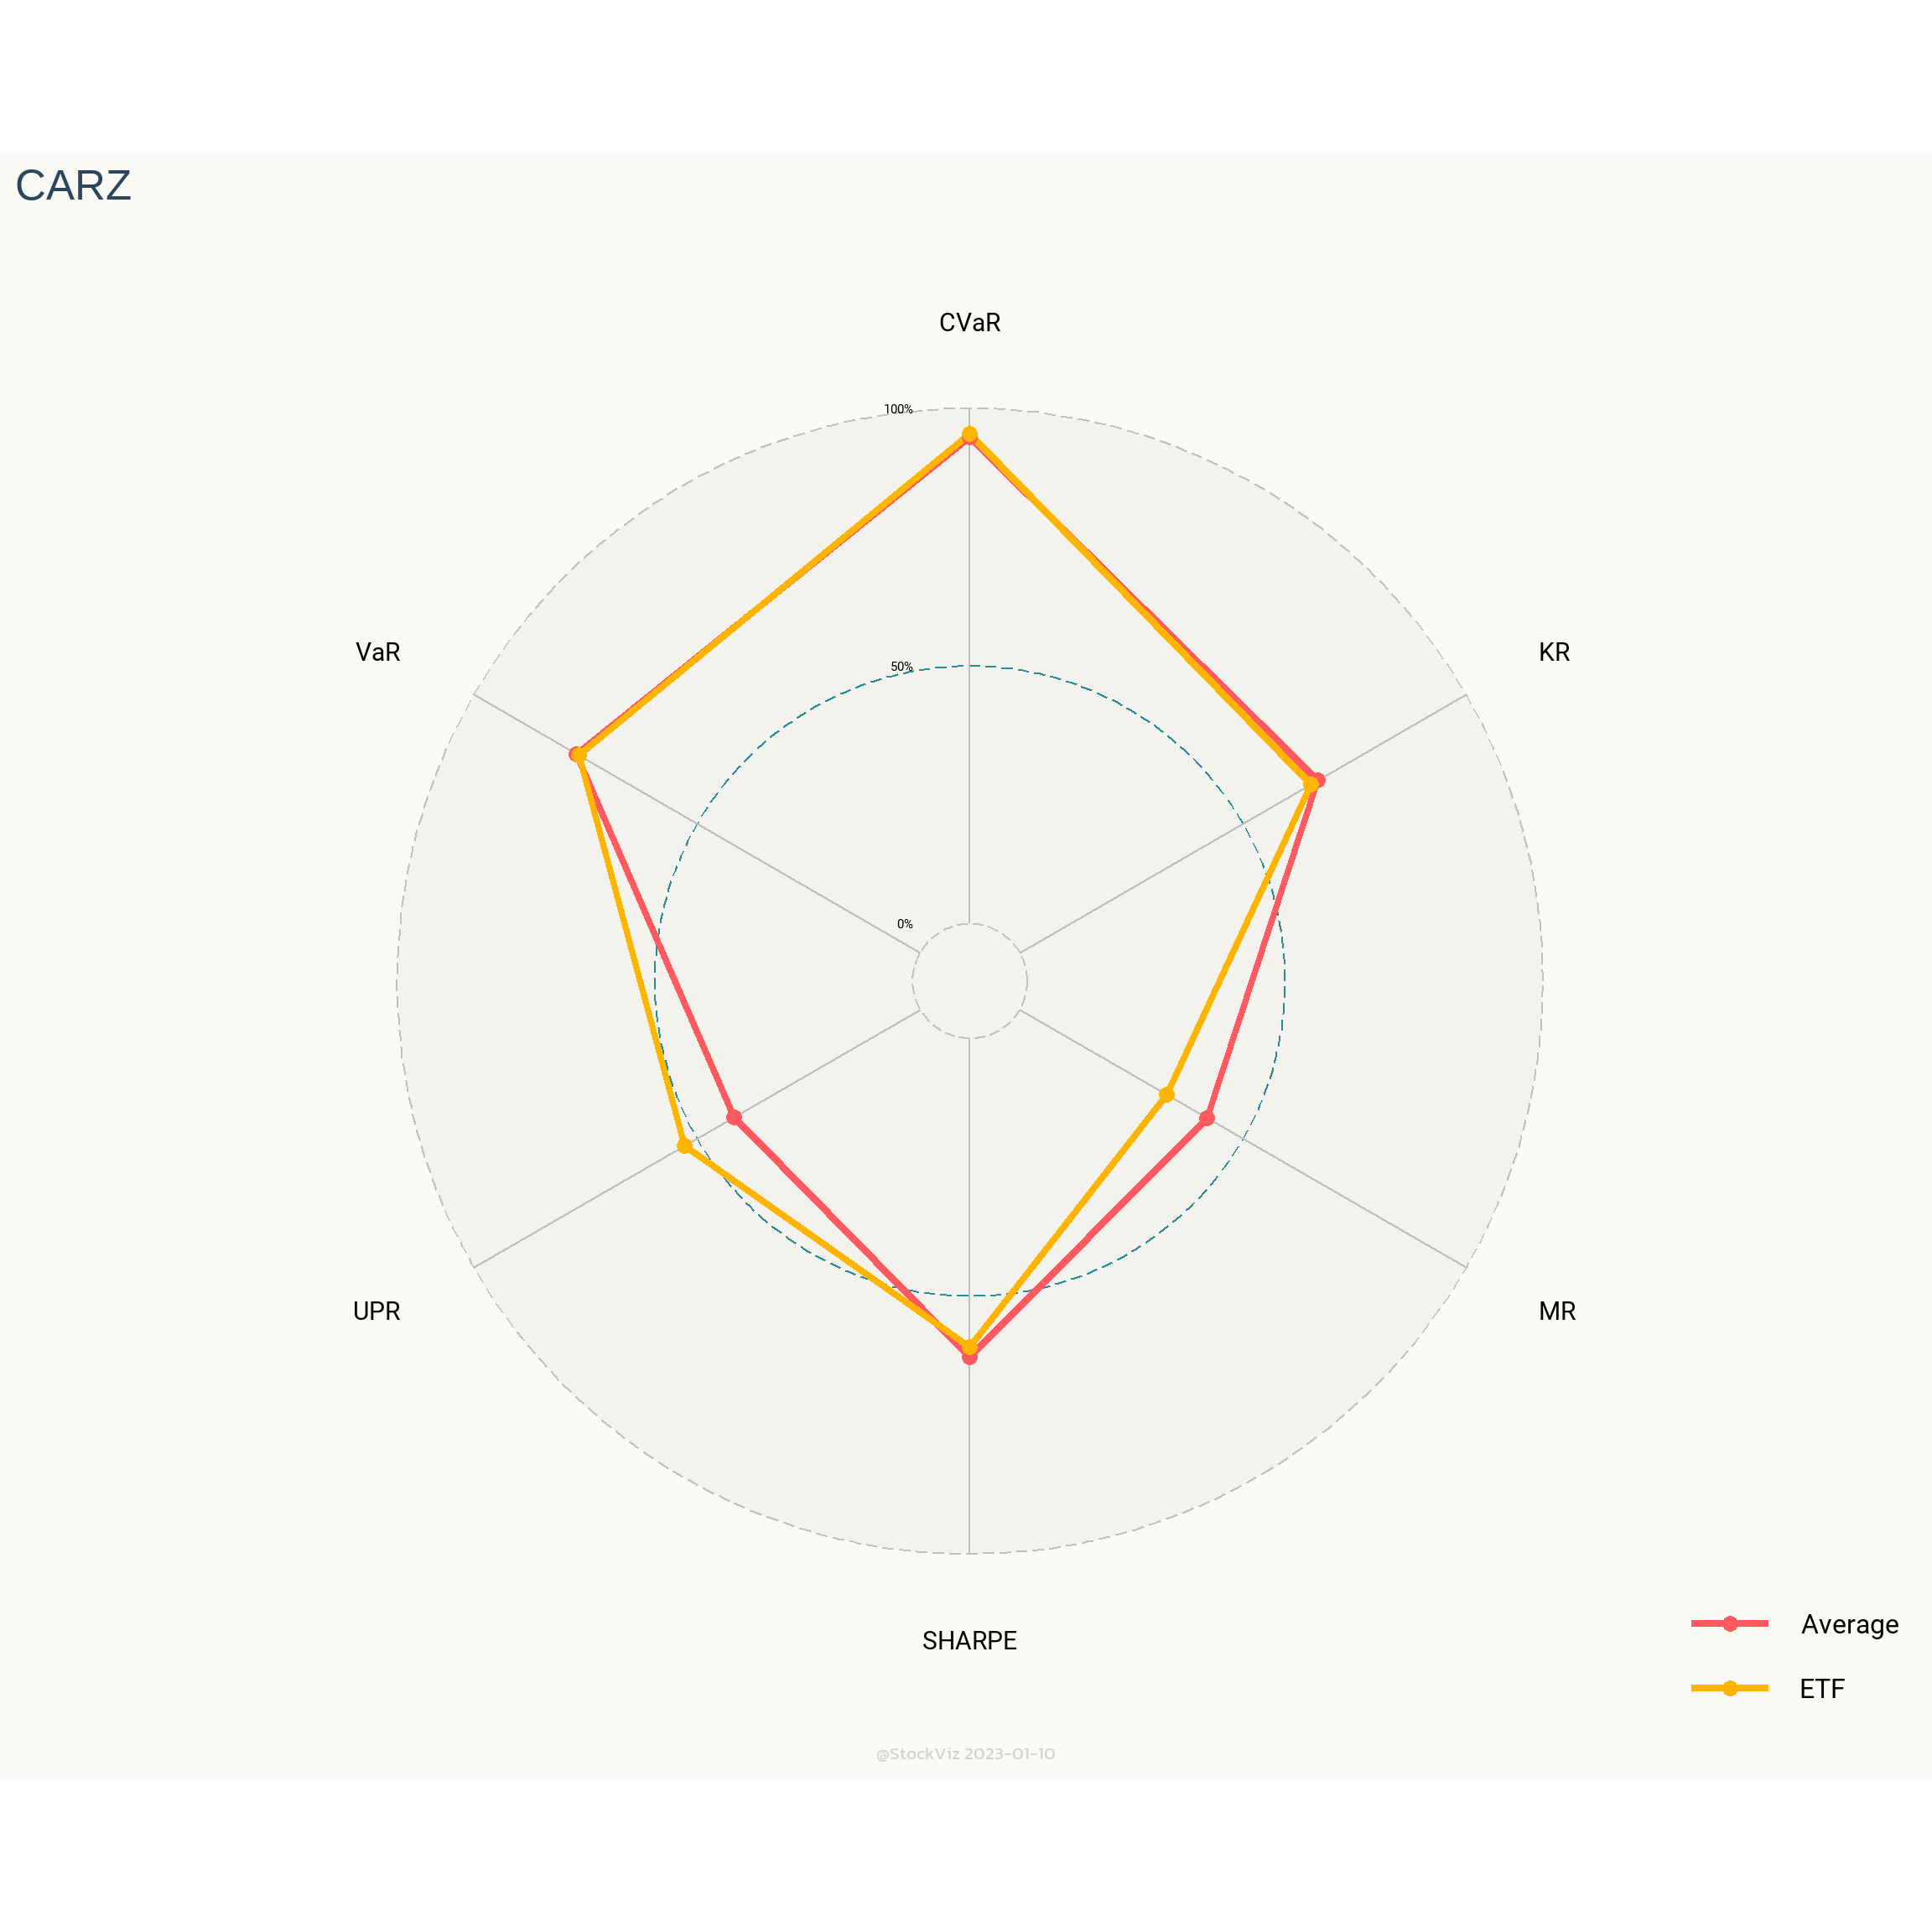 CARZ
CVaR
100%
VaR
KR
50%
0%
UPR
MR
SHARPE
Average
ETF
@StockViz 2023-01-10